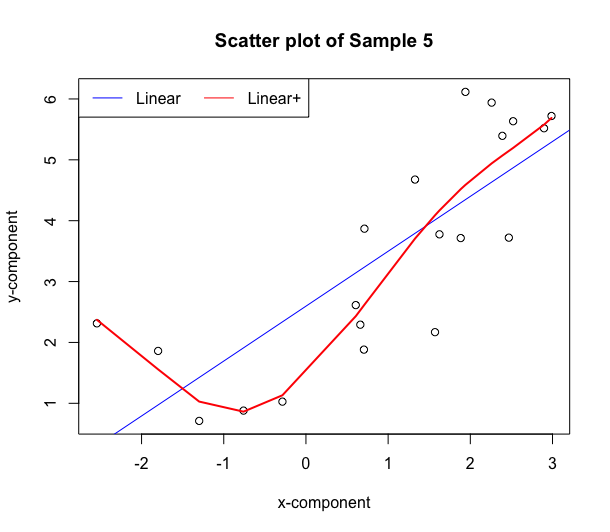 Scatter plot of Sample 5
Linear Linear+
6
5
4
3
2
1
y-component
-2 -1 0 1 2 3
x-component